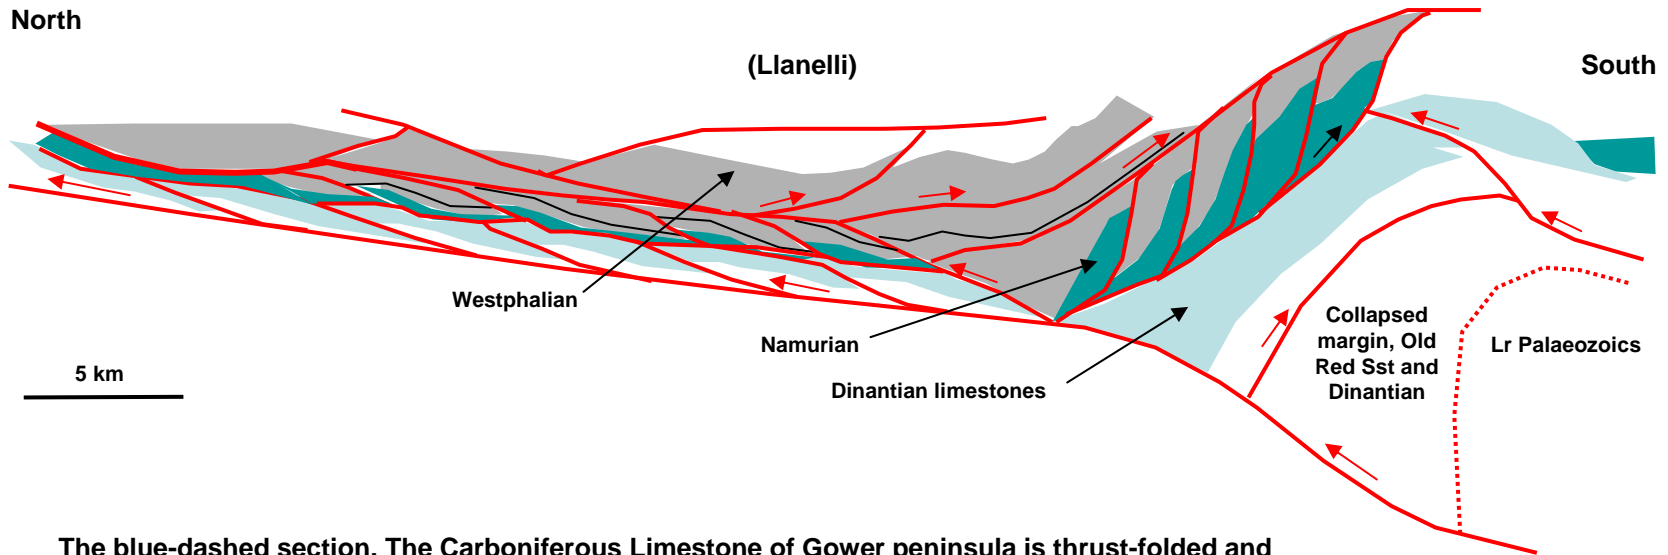 North
(Llanelli)
South
Westphalian
Namurian
Dinantian limestones
5 km
Collapsed
margin, Old
Red Sst and
Dinantian
Lr Palaeozoics
The blue-dashed section. The Carboniferous Limestone of Gower peninsula is thrust-folded and